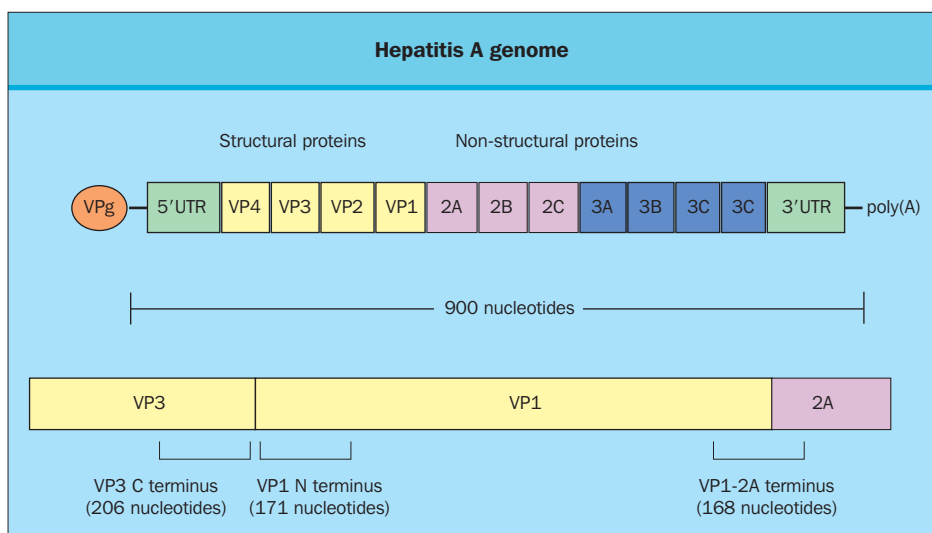 Hepatitis A genome
Structural proteins
Non-structural proteins
VPg
5′UTR
VP4
VP3
VP2
VP1
2A
2B
2C
3A
3B
3C
3C
3′UTR
poly(A)
900 nucleotides
VP3
VP1
2A
VP3 C terminus
(206 nucleotides)
VP1 N terminus
(171 nucleotides)
VP1-2A terminus
(168 nucleotides)